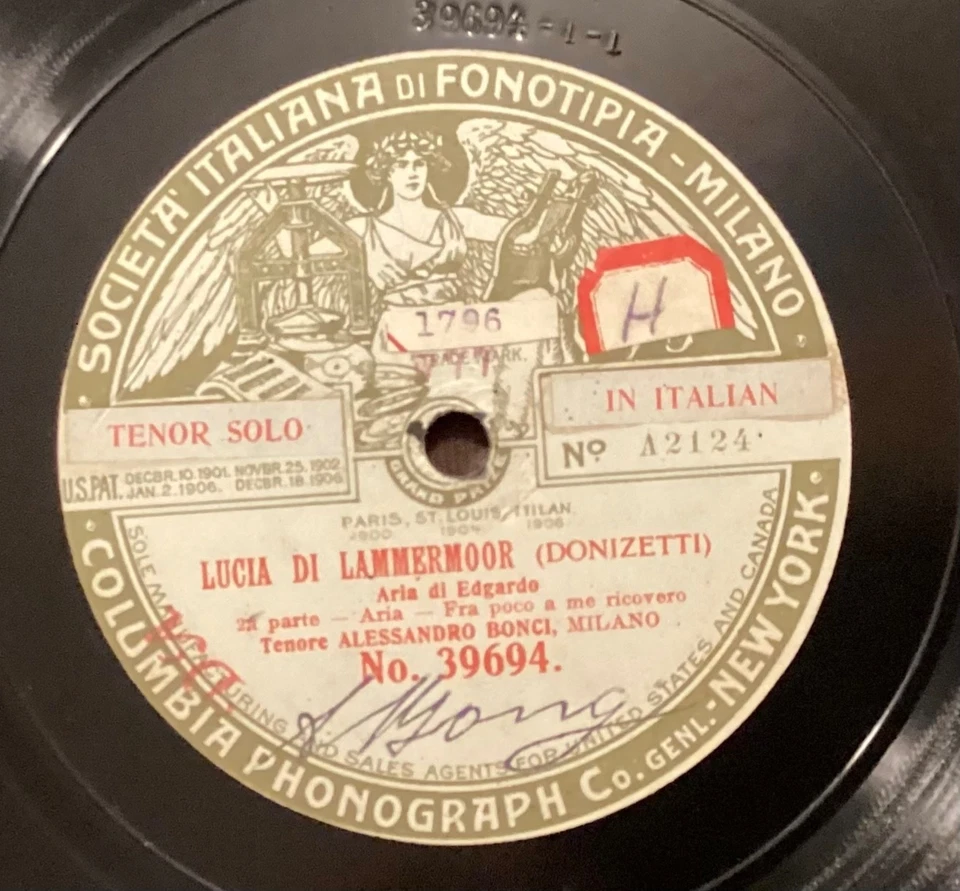 39694-1-1
SOCIETA' ITALIANA DI FONOTIPIA - MILANO
H
1796
TRADE MARK.
TENOR SOLO
IN ITALIAN
Nº A2124
U.S. PAT. DECBR. 10. 1901. NOVBR. 25. 1902
JAN. 2. 1906. DECBR. 18. 1906
GRAND PRIZE
PARIS, ST. LOUIS, MILAN.
1900 1904 1906
LUCIA DI LAMMERMOOR (DONIZETTI)
Aria di Edgardo
2a parte — Aria — Fra poco a me ricovero
Tenore ALESSANDRO BONCI, MILANO
No. 39694.
SOLE MANUFACTURING AND SALES AGENTS FOR UNITED STATES AND CANADA
COLUMBIA PHONOGRAPH Co. GENL. - NEW YORK